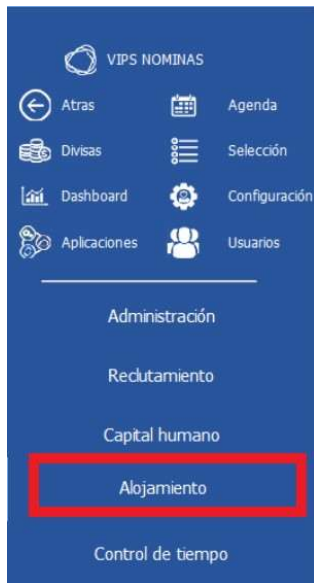 VIPS NOMINAS
Atras Agenda
Divisas Selección
Dashboard Configuración
Aplicaciones Usuarios
Administración
Reclutamiento
Capital humano
Alojamiento
Control de tiempo